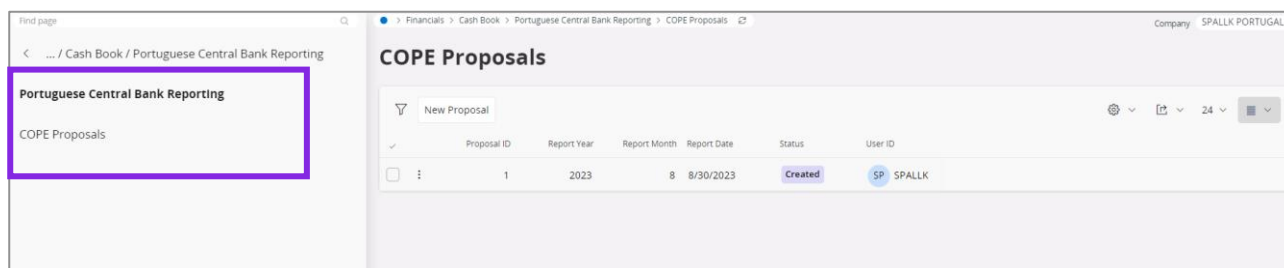 Find page
< ... / Cash Book / Portuguese Central Bank Reporting
Portuguese Central Bank Reporting
COPE Proposals
> Financials > Cash Book > Portuguese Central Bank Reporting > COPE Proposals
Company SPALLK PORTUGAL
COPE Proposals
New Proposal
24
Proposal ID Report Year Report Month Report Date Status User ID
1 2023 8 8/30/2023 Created SP SPALLK